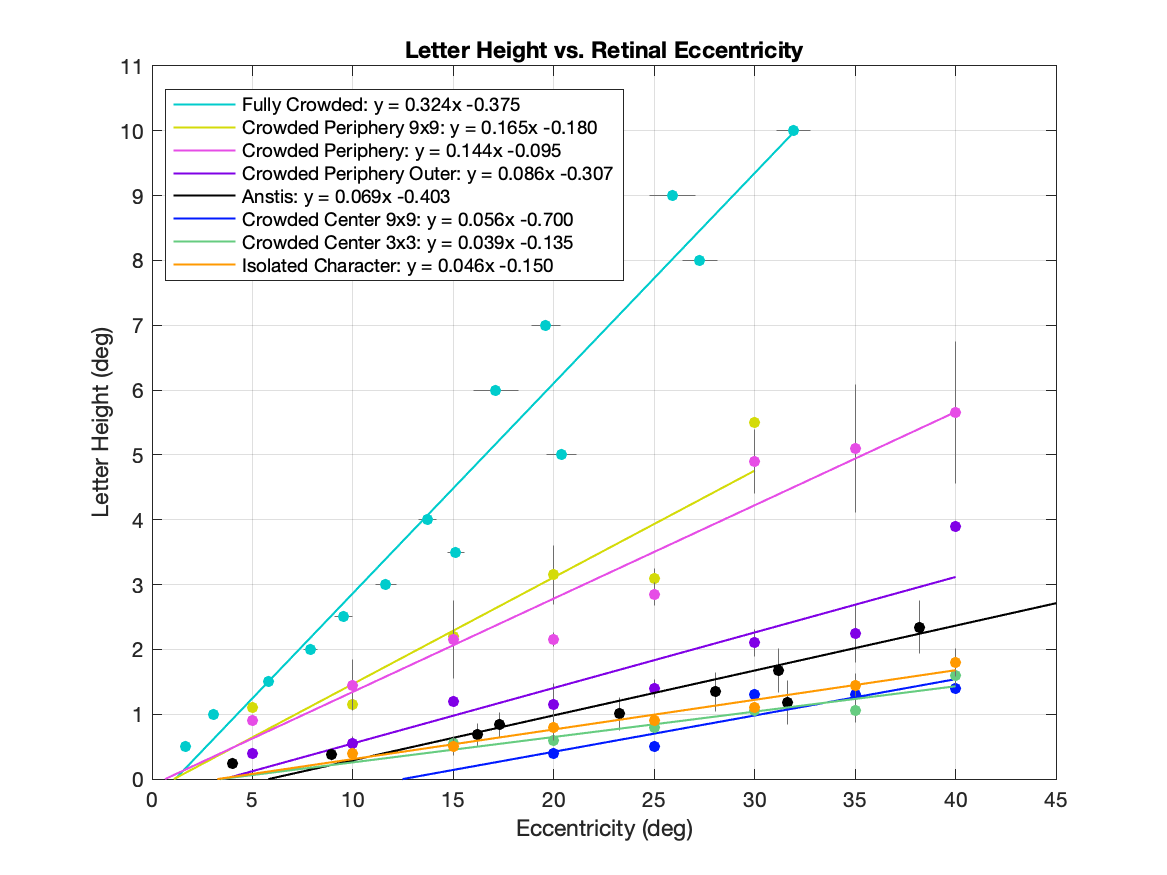 Letter Height vs. Retinal Eccentricity
11
10
9
8
7
6
5
4
3
2
1
0
Letter Height (deg)
Fully Crowded: y = 0.324x -0.375
Crowded Periphery 9x9: y = 0.165x -0.180
Crowded Periphery: y = 0.144x -0.095
Crowded Periphery Outer: y = 0.086x -0.307
Anstis: y = 0.069x -0.403
Crowded Center 9x9: y = 0.056x -0.700
Crowded Center 3x3: y = 0.039x -0.135
Isolated Character: y = 0.046x -0.150
0 5 10 15 20 25 30 35 40 45
Eccentricity (deg)